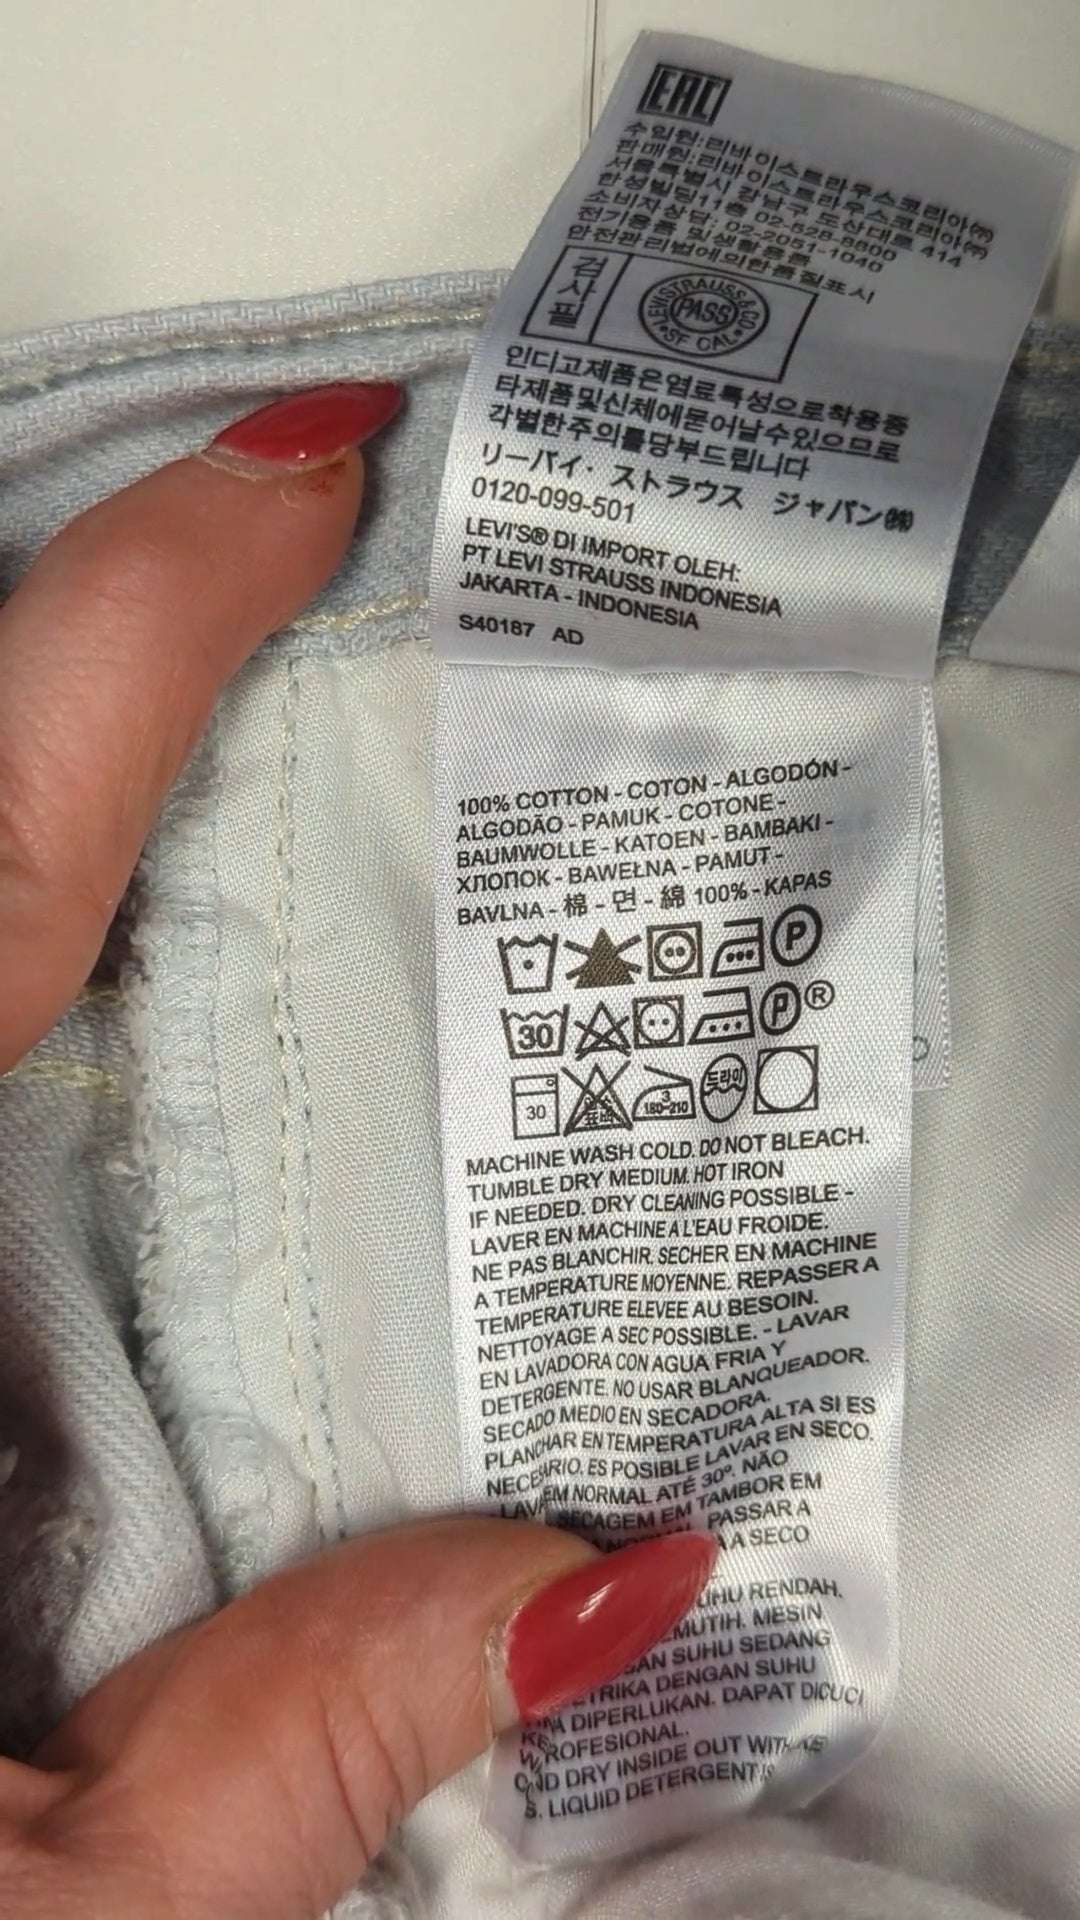 EAC
수입원:리바이스트라우스코리아㈜
판매원:리바이스트라우스코리아㈜
서울특별시 강남구 도산대로 414
한성빌딩11층 02-528-8800
소비자상담: 02-2051-1040
전기용품 및생활용품
안전관리법에의한품질표시
검사필
LEVI STRAUSS & CO
PASS
SF CAL
인디고제품은염료특성으로착용중
타제품및신체에묻어날수있으므로
각별한주의를당부드립니다
リーバイ・ストラウス ジャパン㈱
0120-099-501
LEVI'S® DI IMPORT OLEH:
PT LEVI STRAUSS INDONESIA
JAKARTA - INDONESIA
S40187 AD
100% COTTON - COTON - ALGODÓN -
ALGODÃO - PAMUK - COTONE -
BAUMWOLLE - KATOEN - BAMBAKI -
ХЛОПОК - BAWEŁNA - PAMUT -
BAVLNA - 棉 - 면 - 綿 100% - KAPAS
P
30 P ®
30 3 180-210 드라이
MACHINE WASH COLD. DO NOT BLEACH.
TUMBLE DRY MEDIUM. HOT IRON
IF NEEDED. DRY CLEANING POSSIBLE -
LAVER EN MACHINE A L'EAU FROIDE.
NE PAS BLANCHIR. SECHER EN MACHINE
A TEMPERATURE MOYENNE. REPASSER A
TEMPERATURE ELEVEE AU BESOIN.
NETTOYAGE A SEC POSSIBLE. - LAVAR
EN LAVADORA CON AGUA FRIA Y
DETERGENTE. NO USAR BLANQUEADOR.
SECADO MEDIO EN SECADORA.
PLANCHAR EN TEMPERATURA ALTA SI ES
NECESARIO. ES POSIBLE LAVAR EN SECO.
EM NORMAL ATÉ 30º. NÃO
SECAGEM EM TAMBOR EM
PASSAR A
A SECO
RENDAH.
MESIN
SUHU SEDANG
DENGAN SUHU
DIPERLUKAN. DAPAT DICUCI
DRY INSIDE OUT WITH
LIQUID DETERGENT